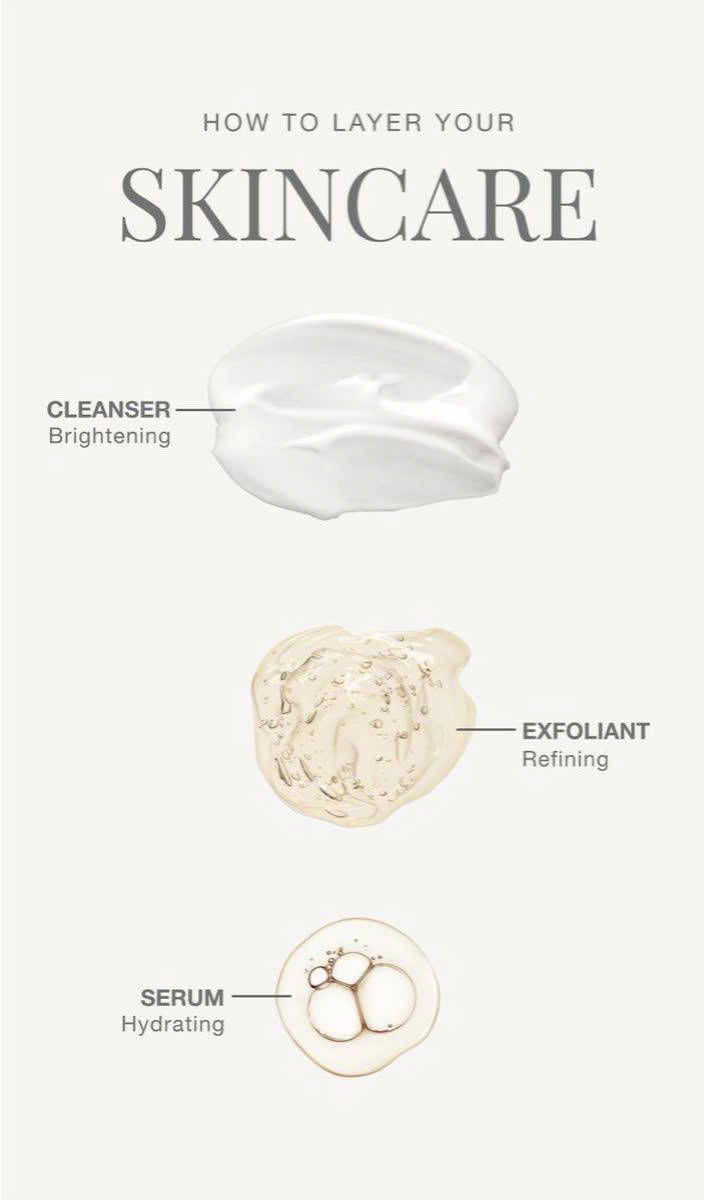 HOW TO LAYER YOUR
SKINCARE
CLEANSER
Brightening
EXFOLIANT
Refining
SERUM
Hydrating